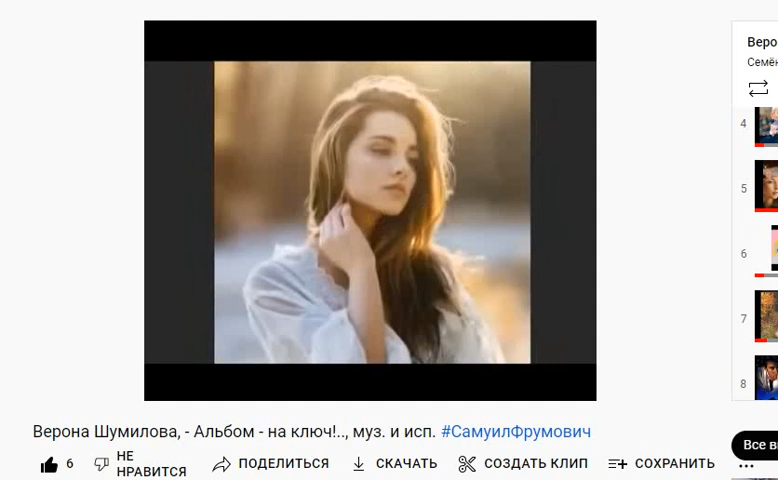 Веро
Семён
4
5
6
7
8
Верона Шумилова, - Альбом - на ключ!.., муз. и исп. #СамуилФрумович
6
НЕ
НРАВИТСЯ
ПОДЕЛИТЬСЯ
СКАЧАТЬ
СОЗДАТЬ КЛИП
СОХРАНИТЬ
Все в